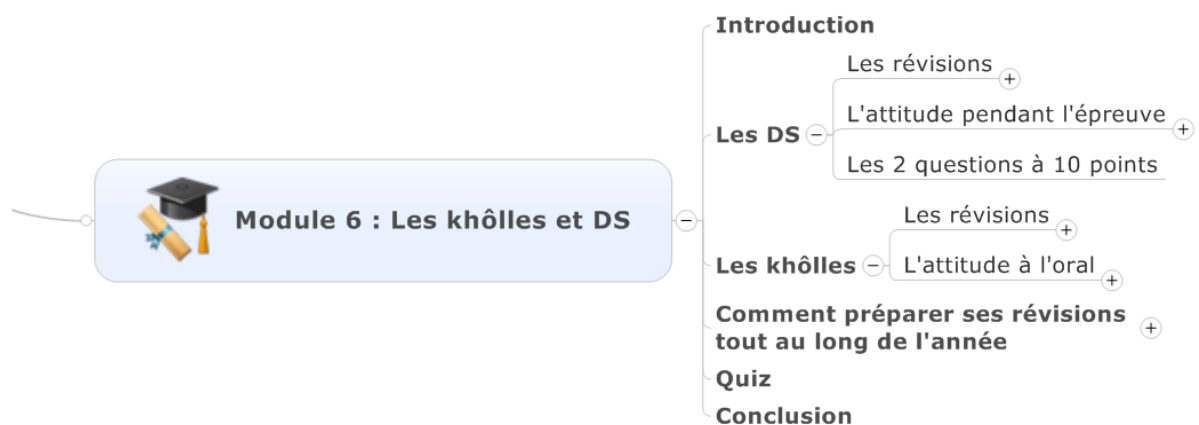 Module 6 : Les khôlles et DS
Introduction
Les DS
Les révisions
L'attitude pendant l'épreuve
Les 2 questions à 10 points
Les khôlles
Les révisions
L'attitude à l'oral
Comment préparer ses révisions
tout au long de l'année
Quiz
Conclusion